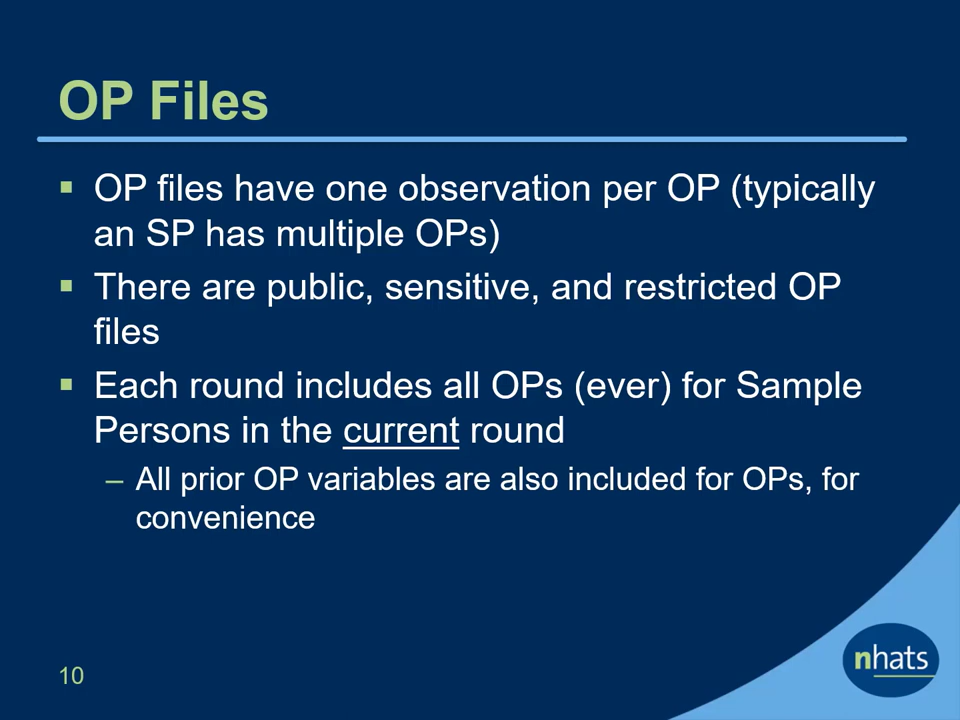 OP Files
▪ OP files have one observation per OP (typically
an SP has multiple OPs)
▪ There are public, sensitive, and restricted OP
files
▪ Each round includes all OPs (ever) for Sample
Persons in the current round
– All prior OP variables are also included for OPs, for
convenience
10
nhats